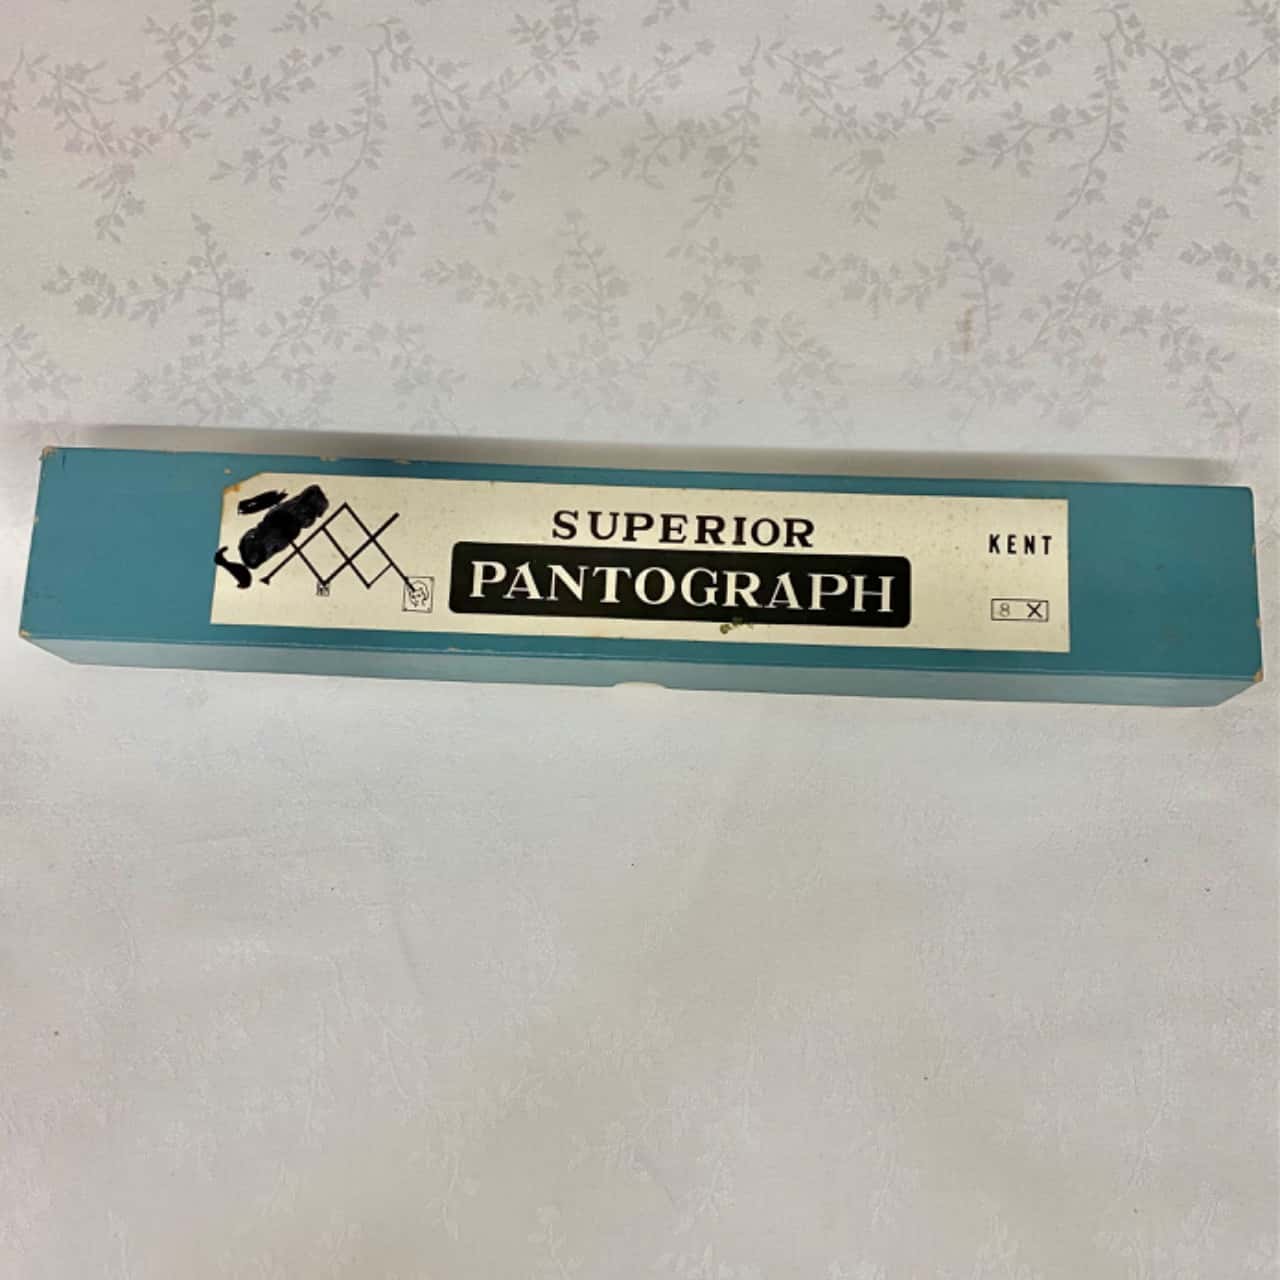 SUPERIOR
PANTOGRAPH
KENT
8 X